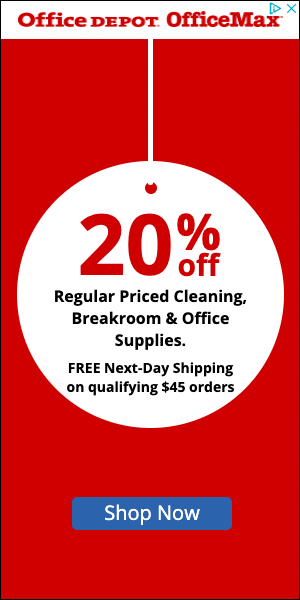 Office DEPOT OfficeMax
20%
off
Regular Priced Cleaning,
Breakroom & Office
Supplies.
FREE Next-Day Shipping
on qualifying $45 orders
Shop Now